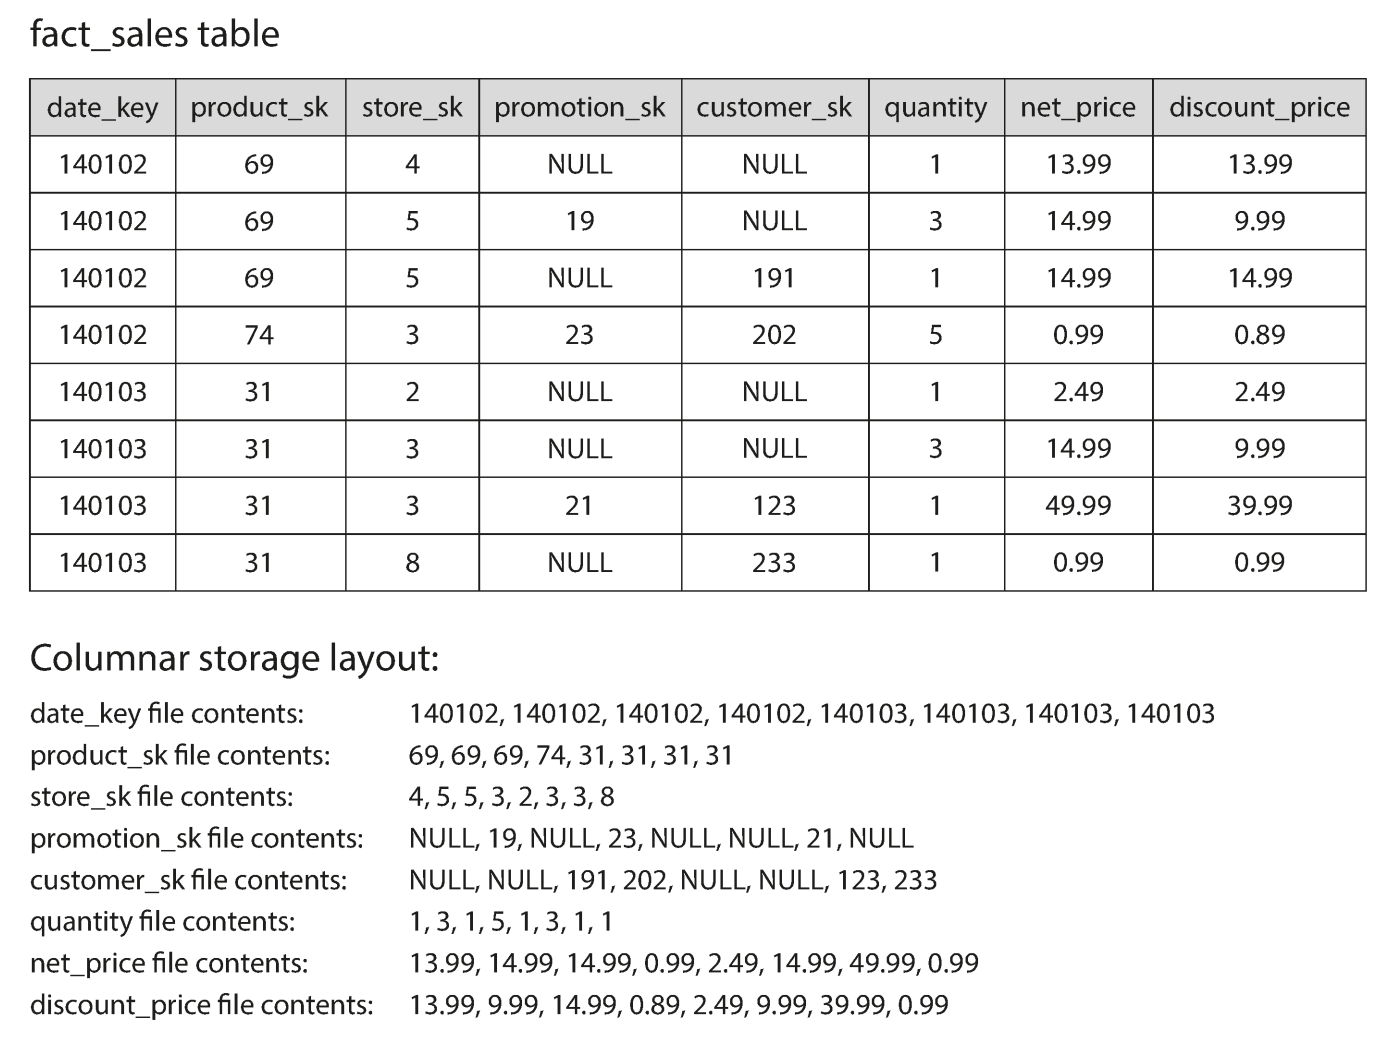 fact_sales table
date_key product_sk store_sk promotion_sk customer_sk quantity net_price discount_price
140102 69 4 NULL NULL 1 13.99 13.99
140102 69 5 19 NULL 3 14.99 9.99
140102 69 5 NULL 191 1 14.99 14.99
140102 74 3 23 202 5 0.99 0.89
140103 31 2 NULL NULL 1 2.49 2.49
140103 31 3 NULL NULL 3 14.99 9.99
140103 31 3 21 123 1 49.99 39.99
140103 31 8 NULL 233 1 0.99 0.99
Columnar storage layout:
date_key file contents: 140102, 140102, 140102, 140102, 140103, 140103, 140103, 140103
product_sk file contents: 69, 69, 69, 74, 31, 31, 31, 31
store_sk file contents: 4, 5, 5, 3, 2, 3, 3, 8
promotion_sk file contents: NULL, 19, NULL, 23, NULL, NULL, 21, NULL
customer_sk file contents: NULL, NULL, 191, 202, NULL, NULL, 123, 233
quantity file contents: 1, 3, 1, 5, 1, 3, 1, 1
net_price file contents: 13.99, 14.99, 14.99, 0.99, 2.49, 14.99, 49.99, 0.99
discount_price file contents: 13.99, 9.99, 14.99, 0.89, 2.49, 9.99, 39.99, 0.99